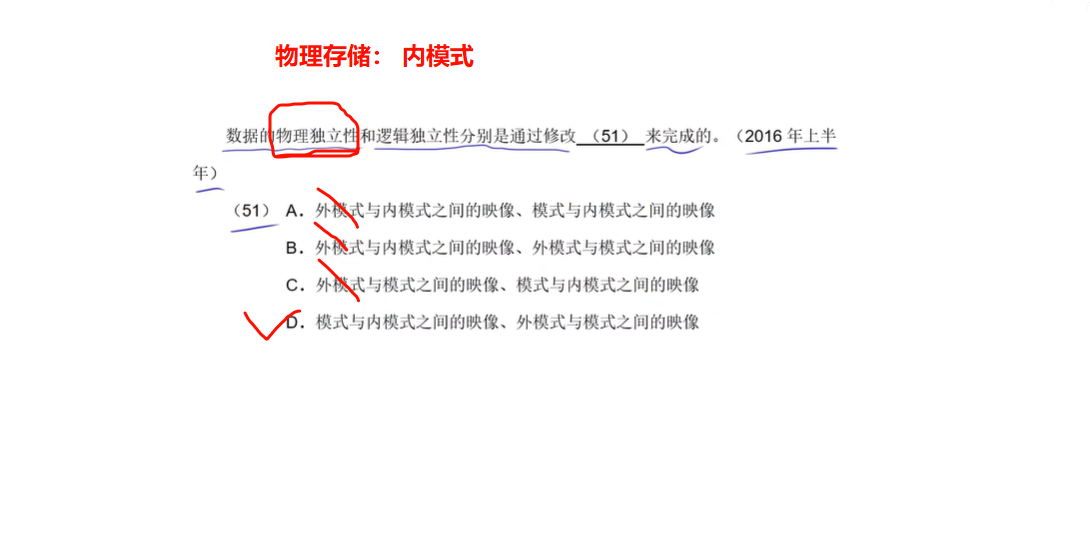 物理存储： 内模式
数据的物理独立性和逻辑独立性分别是通过修改 （51） 来完成的。（2016 年上半
年）
（51） A．外模式与内模式之间的映像、模式与内模式之间的映像
B．外模式与内模式之间的映像、外模式与模式之间的映像
C．外模式与模式之间的映像、模式与内模式之间的映像
D．模式与内模式之间的映像、外模式与模式之间的映像